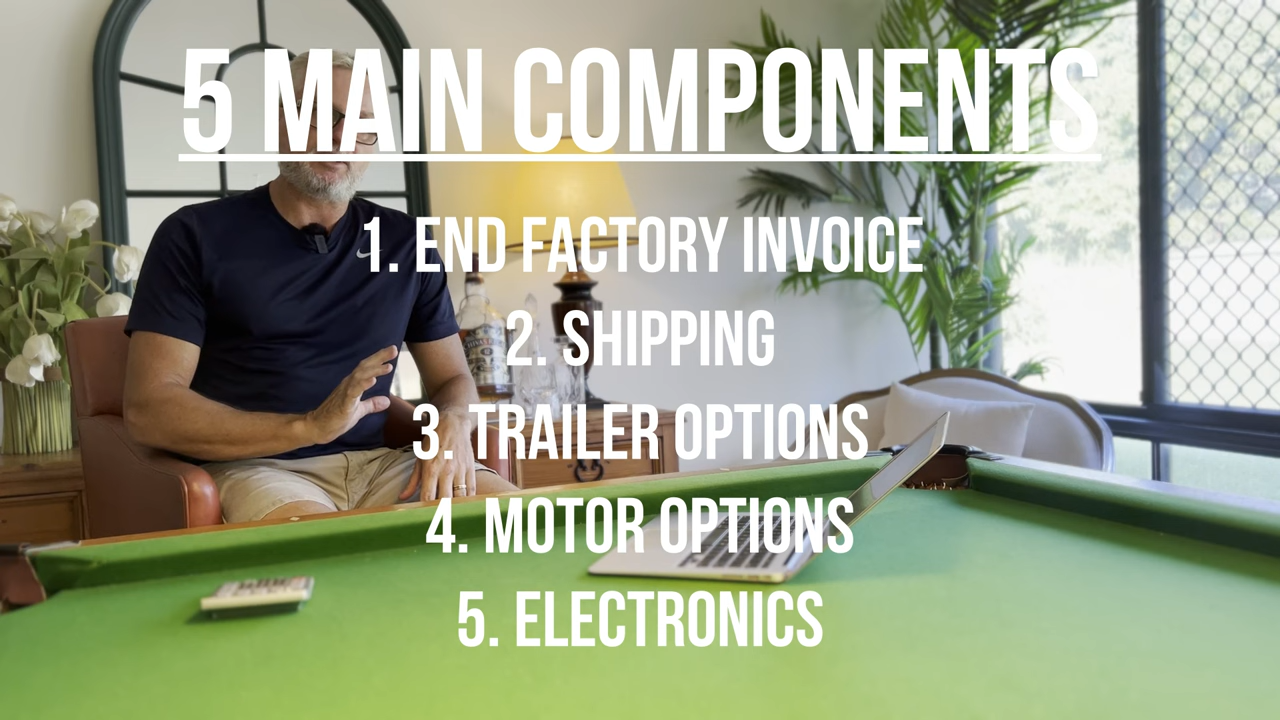 5 MAIN COMPONENTS
1. END FACTORY INVOICE
2. SHIPPING
3. TRAILER OPTIONS
4. MOTOR OPTIONS
5. ELECTRONICS